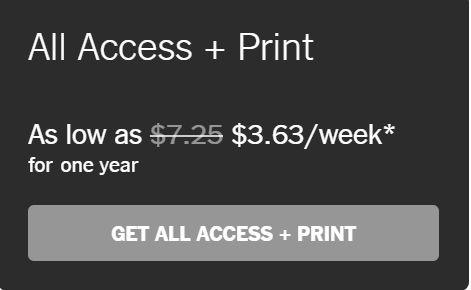 All Access + Print
As low as $7.25 $3.63/week*
for one year
GET ALL ACCESS + PRINT